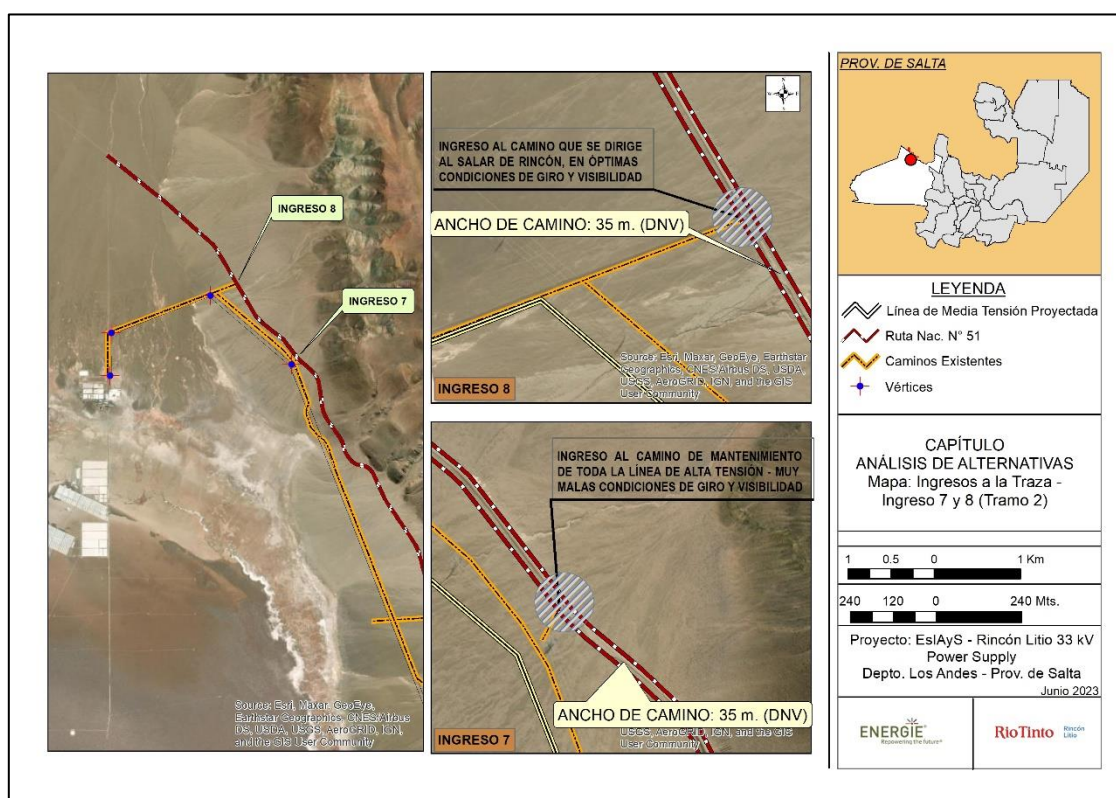 INGRESO 8
INGRESO 7
Source: Esri, Maxar, GeoEye,
Earthstar Geographics, CNES/Airbus
DS, USDA, USGS, AeroGRID, IGN,
and the GIS User Community
INGRESO AL CAMINO QUE SE DIRIGE
AL SALAR DE RINCÓN, EN ÓPTIMAS
CONDICIONES DE GIRO Y VISIBILIDAD
ANCHO DE CAMINO: 35 m. (DNV)
Source: Esri, Maxar, GeoEye, Earthstar
Geographics, CNES/Airbus DS, USDA,
USGS, AeroGRID, IGN, and the GIS
User Community
INGRESO 8
INGRESO AL CAMINO DE MANTENIMIENTO
DE TODA LA LÍNEA DE ALTA TENSIÓN - MUY
MALAS CONDICIONES DE GIRO Y VISIBILIDAD
ANCHO DE CAMINO: 35 m. (DNV)
USGS, AeroGRID, IGN, and the GIS
User Community
INGRESO 7
PROV. DE SALTA
LEYENDA
Línea de Media Tensión Proyectada
Ruta Nac. N° 51
Caminos Existentes
Vértices
CAPÍTULO
ANÁLISIS DE ALTERNATIVAS
Mapa: Ingresos a la Traza -
Ingreso 7 y 8 (Tramo 2)
1 0.5 0 1 Km
240 120 0 240 Mts.
Proyecto: EsIAyS - Rincón Litio 33 kV
Power Supply
Depto. Los Andes - Prov. de Salta
Junio 2023
ENERGIE
Repowering the future®
RioTinto
Rincón
Litio